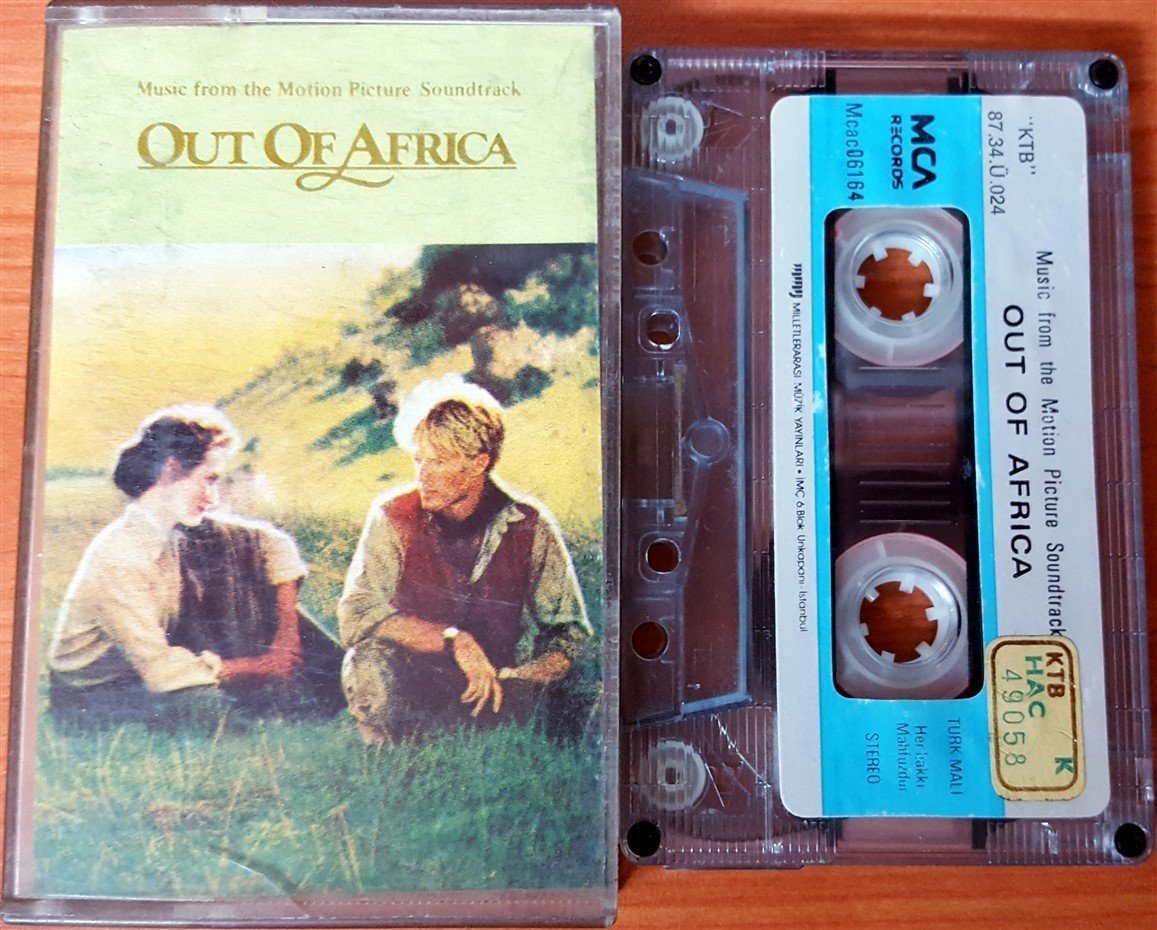 Music from the Motion Picture Soundtrack
OUT OF AFRICA
"KTB"
87.34.Ü.024
Music from the Motion Picture Soundtrack
OUT OF AFRICA
MCA
RECORDS
Mcac06164
MİLLETLERARASI MÜZİK YAYINLARI • İMÇ 6.Blok Unkapanı-İstanbul
TÜRK MALI
Her Hakkı
Mahfuzdur
STEREO
KTB
HAC K
49058